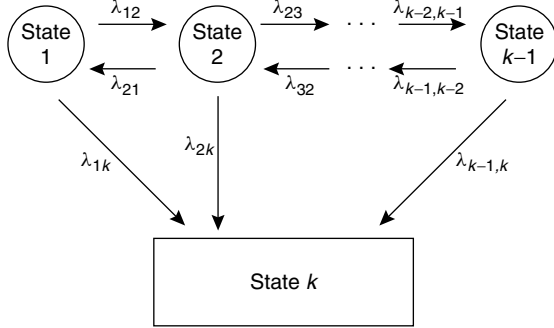 State
1
λ12
λ21
State
2
λ23
λ32
· · ·
· · ·
λk–2,k–1
λk–1,k–2
State
k–1
λ1k
λ2k
λk–1,k
State k